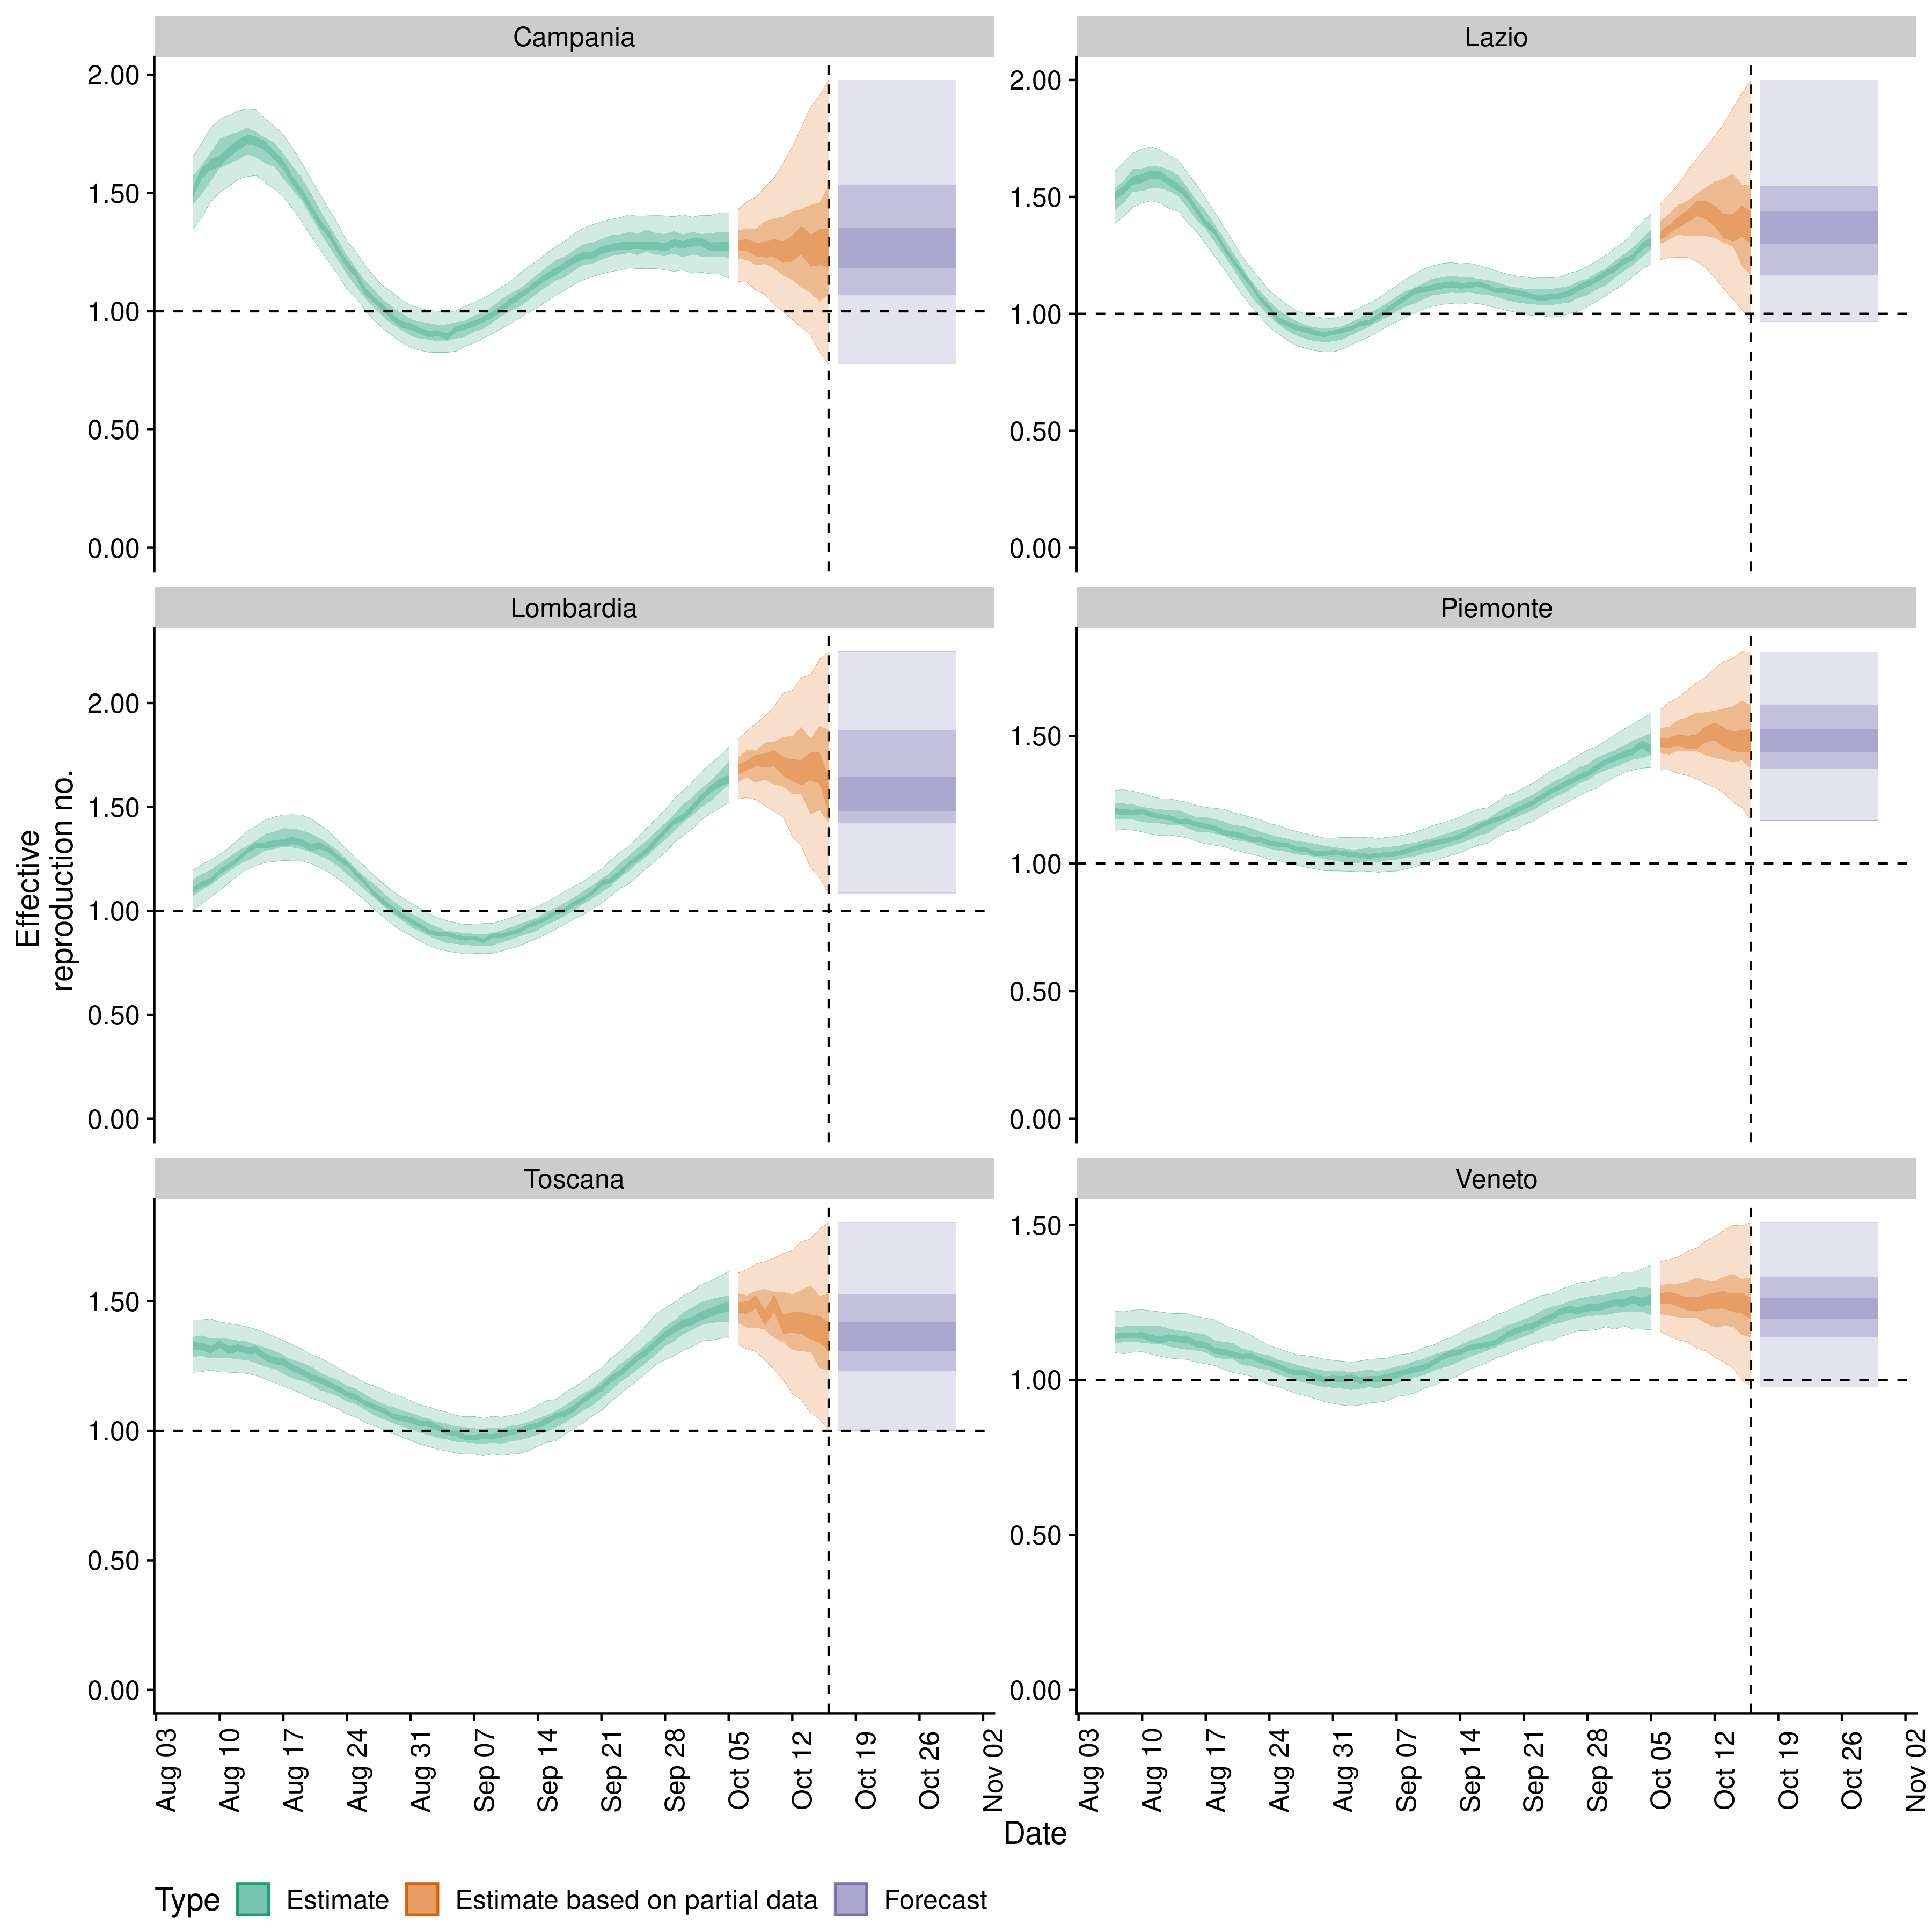 Campania
Lazio
2.00
1.50
1.00
0.50
0.00
2.00
1.50
1.00
0.50
0.00
Lombardia
Piemonte
2.00
1.50
1.00
0.50
0.00
1.50
1.00
0.50
0.00
Effective
reproduction no.
Toscana
Veneto
1.50
1.00
0.50
0.00
1.50
1.00
0.50
0.00
Aug 03
Aug 10
Aug 17
Aug 24
Aug 31
Sep 07
Sep 14
Sep 21
Sep 28
Oct 05
Oct 12
Oct 19
Oct 26
Nov 02
Aug 03
Aug 10
Aug 17
Aug 24
Aug 31
Sep 07
Sep 14
Sep 21
Sep 28
Oct 05
Oct 12
Oct 19
Oct 26
Nov 02
Date
Type Estimate Estimate based on partial data Forecast